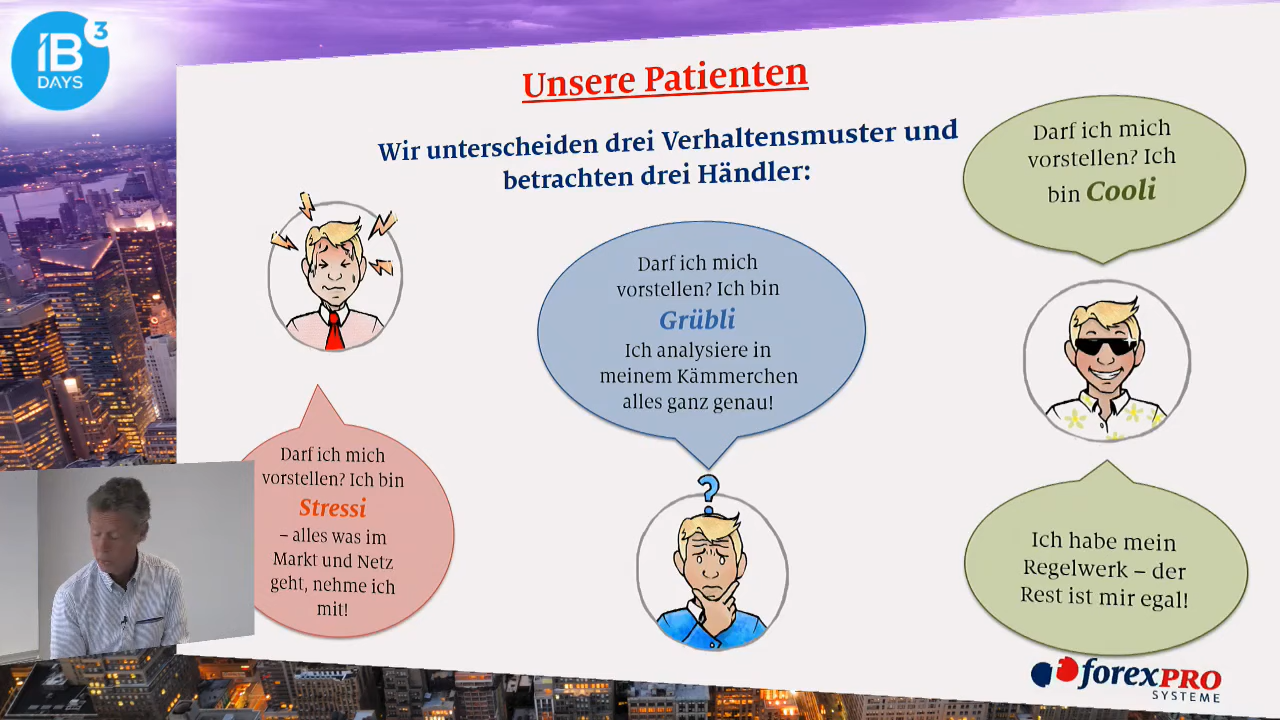 iB 3
DAYS
Unsere Patienten
Wir unterscheiden drei Verhaltensmuster und
betrachten drei Händler:
Darf ich mich
vorstellen? Ich bin
Stressi
– alles was im
Markt und Netz
geht, nehme ich
mit!
Darf ich mich
vorstellen? Ich bin
Grübli
Ich analysiere in
meinem Kämmerchen
alles ganz genau!
?
Darf ich mich
vorstellen? Ich
bin Cooli
Ich habe mein
Regelwerk – der
Rest ist mir egal!
forexPRO
SYSTEME